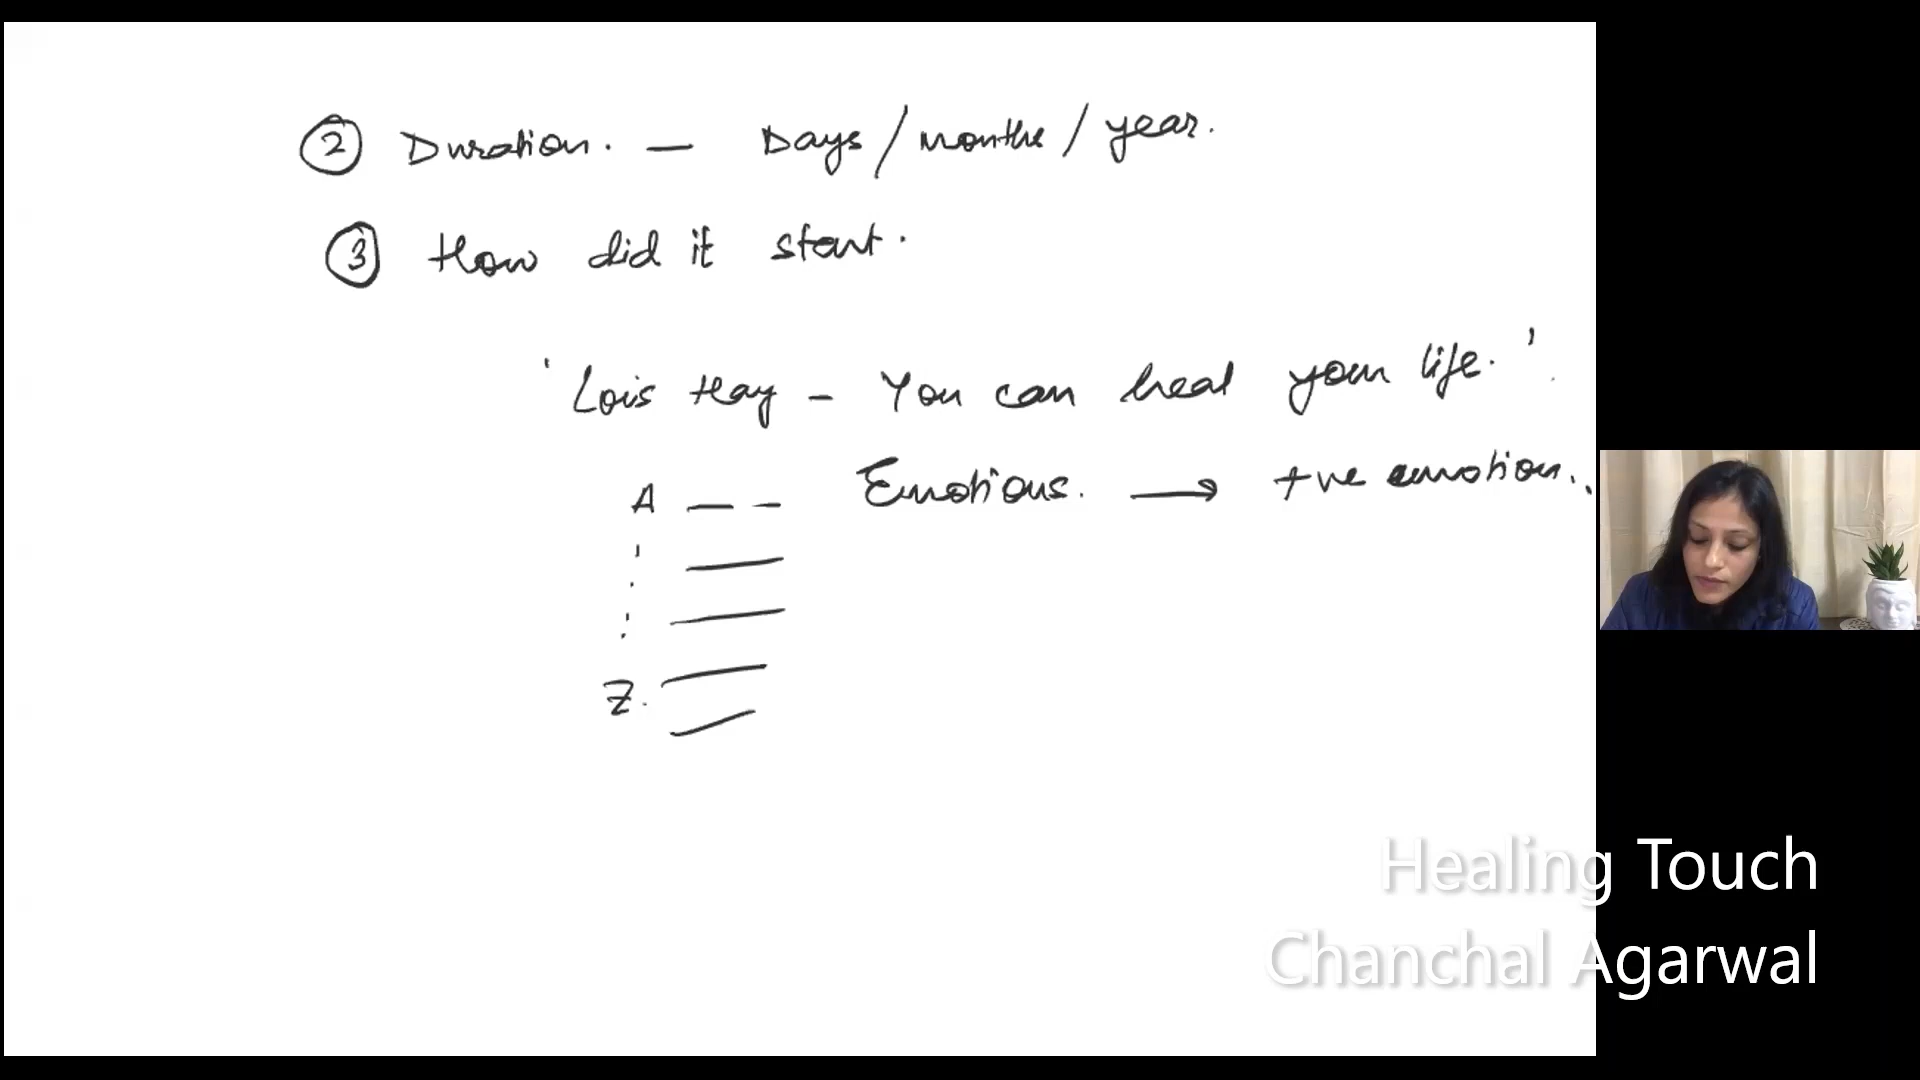 ② Duration. — Days / months / year.
③ How did it start.
'Lois Hay – You can heal your life.'
A — – Emotions. → +ve emotion..
Z.
Healing Touch
Chanchal Agarwal